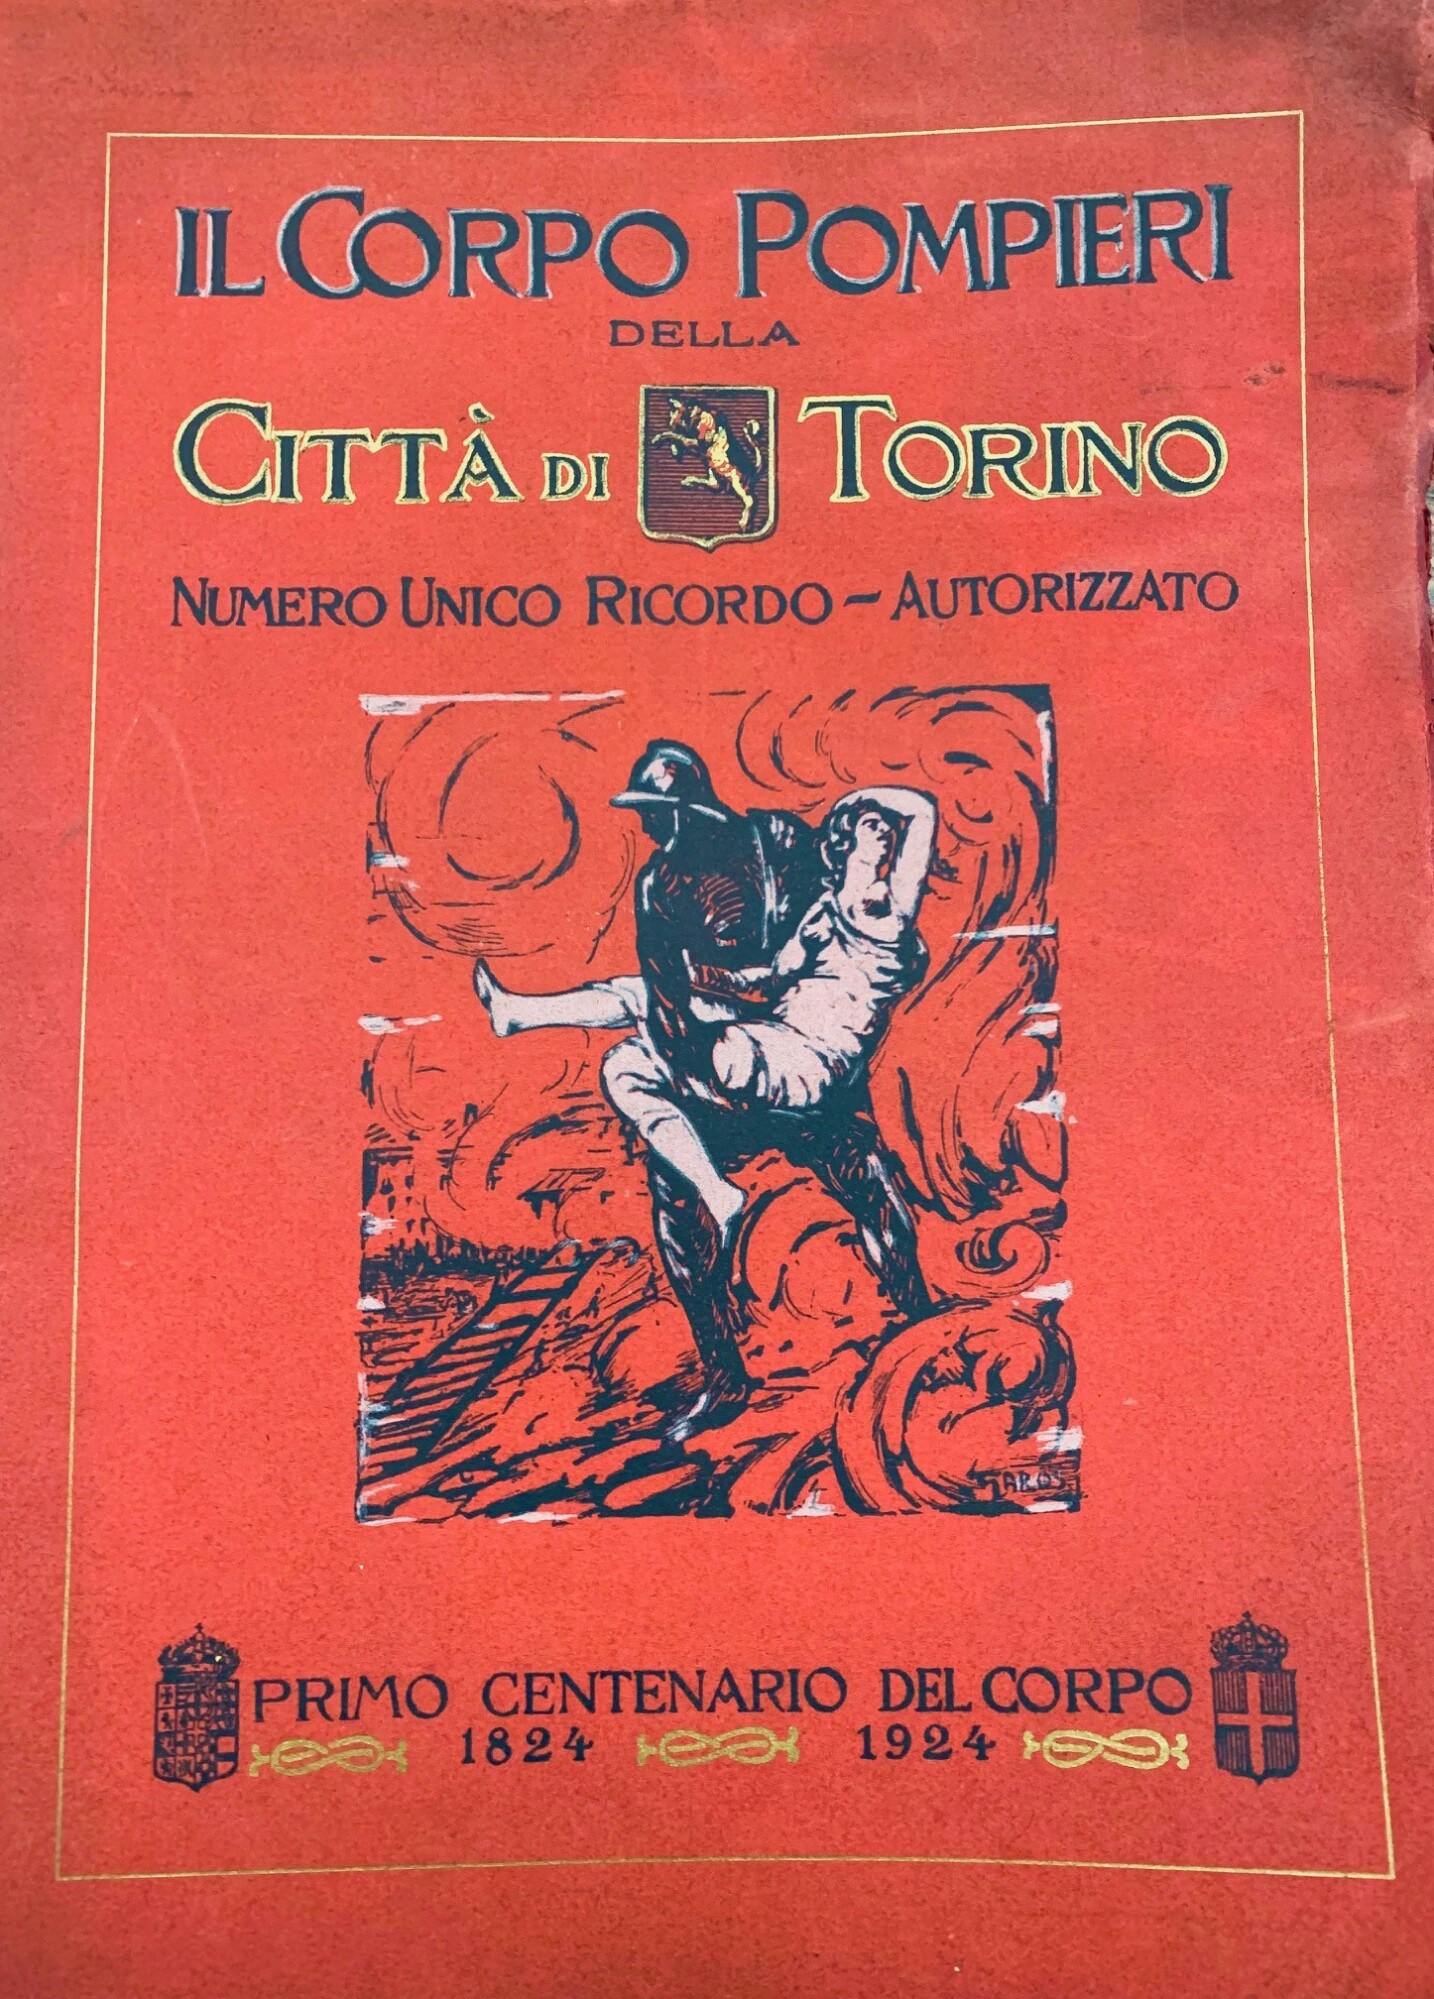 IL CORPO POMPIERI
DELLA
CITTÀ DI TORINO
NUMERO UNICO RICORDO – AUTORIZZATO
PRIMO CENTENARIO DEL CORPO
1824 1924